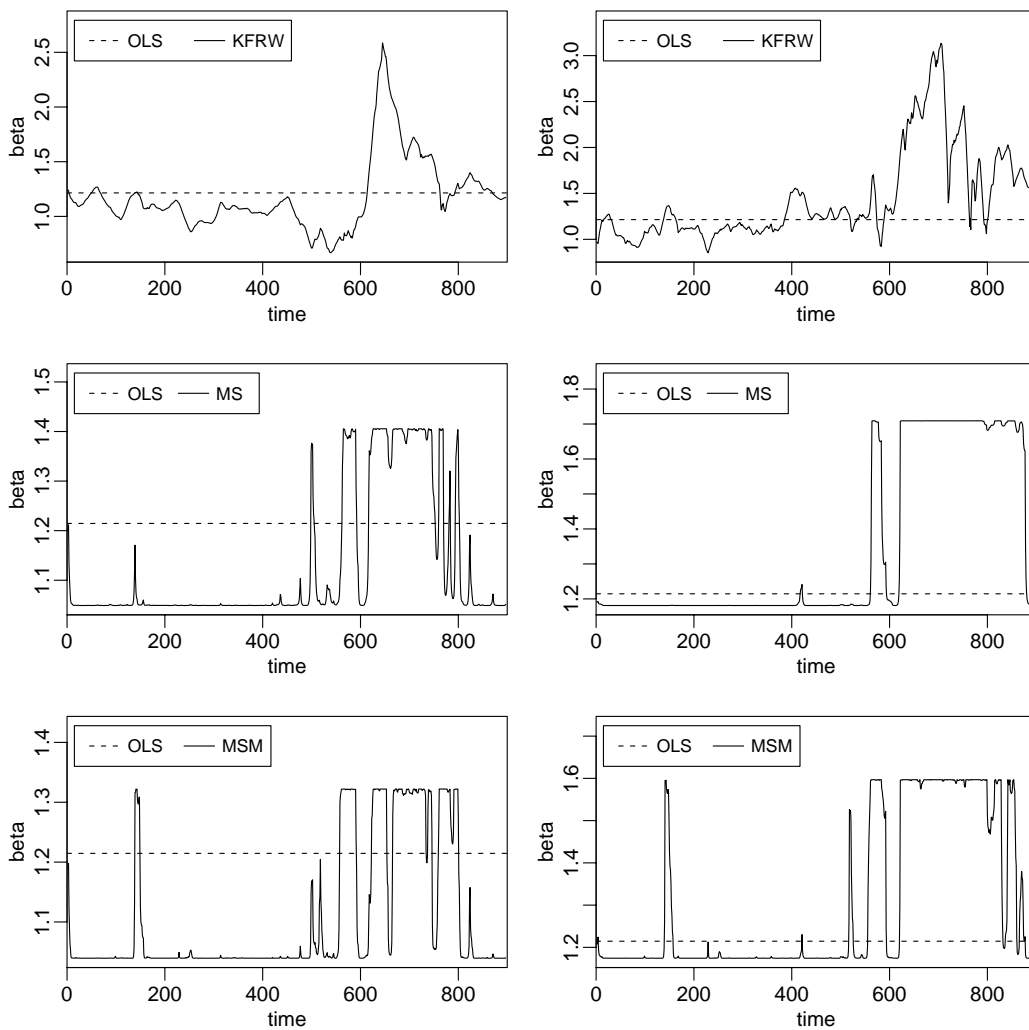 OLS KFRW
beta
1.0 1.5 2.0 2.5
0 200 400 600 800
time
OLS KFRW
beta
1.0 1.5 2.0 2.5 3.0
0 200 400 600 800
time
OLS MS
beta
1.1 1.2 1.3 1.4 1.5
0 200 400 600 800
time
OLS MS
beta
1.2 1.4 1.6 1.8
0 200 400 600 800
time
OLS MSM
beta
1.1 1.2 1.3 1.4
0 200 400 600 800
time
OLS MSM
beta
1.2 1.4 1.6
0 200 400 600 800
time